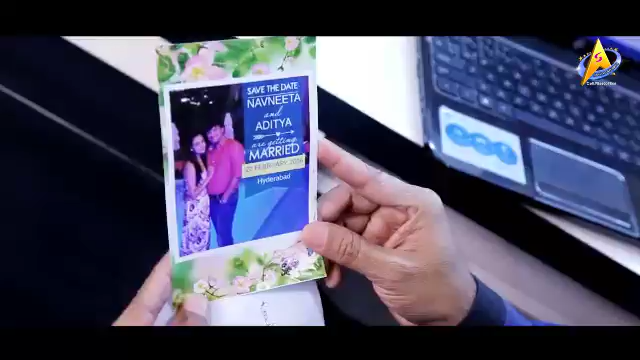 SAVE THE DATE
NAVNEETA
and
ADITYA
are getting
MARRIED
Hyderabad